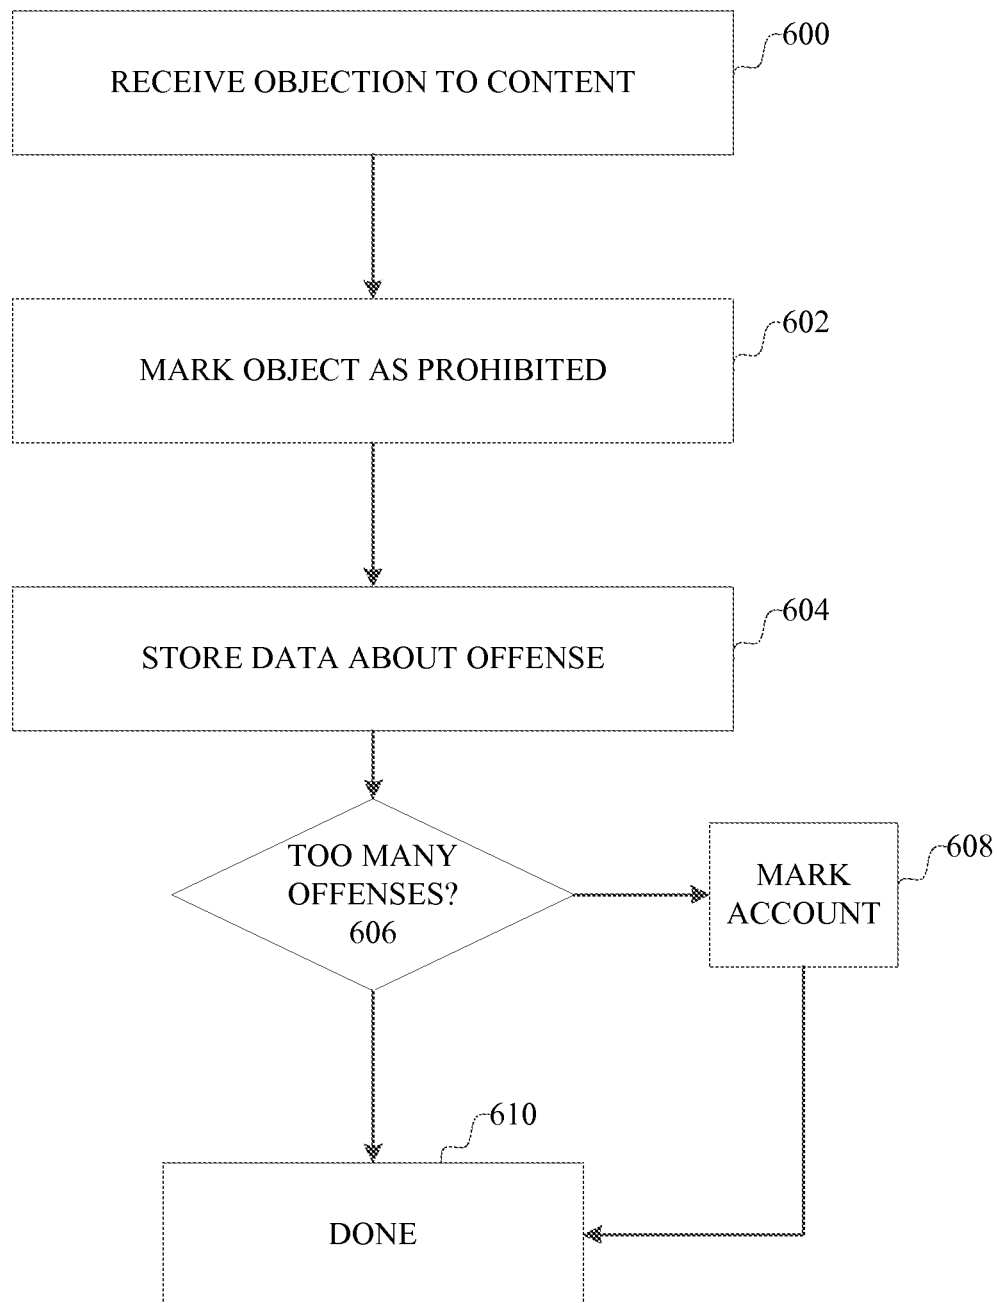 600
RECEIVE OBJECTION TO CONTENT
602
MARK OBJECT AS PROHIBITED
604
STORE DATA ABOUT OFFENSE
TOO MANY
OFFENSES?
606
608
MARK
ACCOUNT
610
DONE